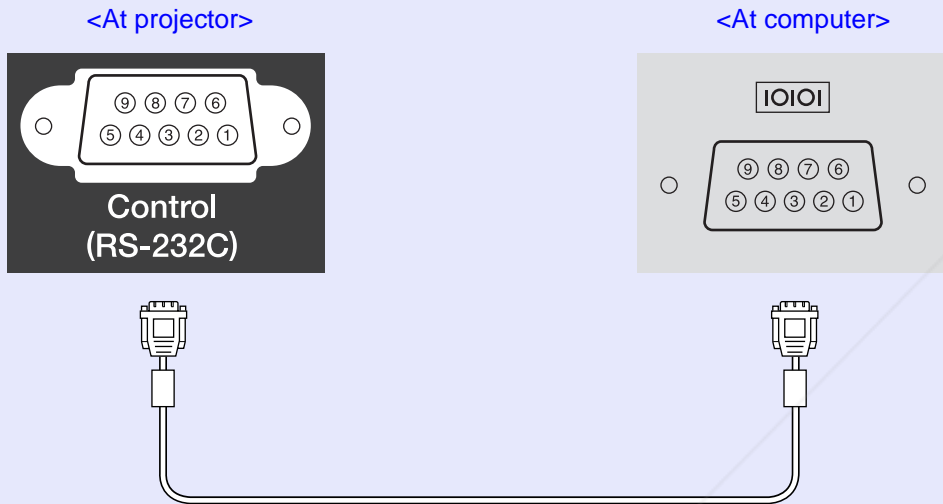 <At projector>
<At computer>
9 8 7 6
5 4 3 2 1
Control
(RS-232C)
IOIOI
9 8 7 6
5 4 3 2 1